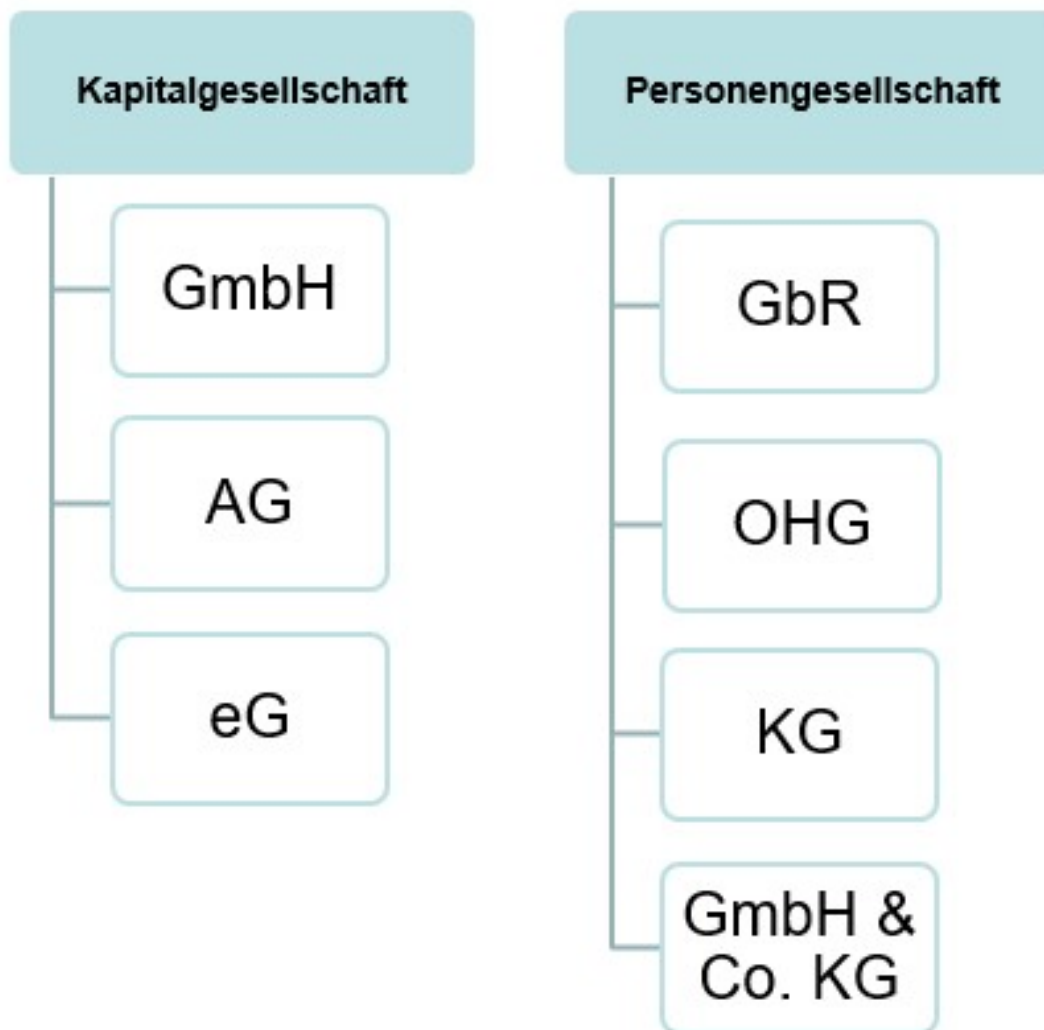 Kapitalgesellschaft
GmbH
AG
eG
Personengesellschaft
GbR
OHG
KG
GmbH &
Co. KG